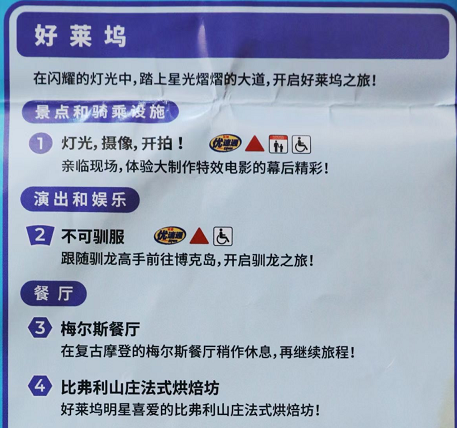 好莱坞
在闪耀的灯光中,踏上星光熠熠的大道,开启好莱坞之旅!
景点和骑乘设施
1 灯光,摄像,开拍! 优速通
亲临现场,体验大制作特效电影的幕后精彩!
演出和娱乐
2 不可驯服 优速通
跟随驯龙高手前往博克岛,开启驯龙之旅!
餐厅
3 梅尔斯餐厅
在复古摩登的梅尔斯餐厅稍作休息,再继续旅程!
4 比弗利山庄法式烘焙坊
好莱坞明星喜爱的比弗利山庄法式烘焙坊!